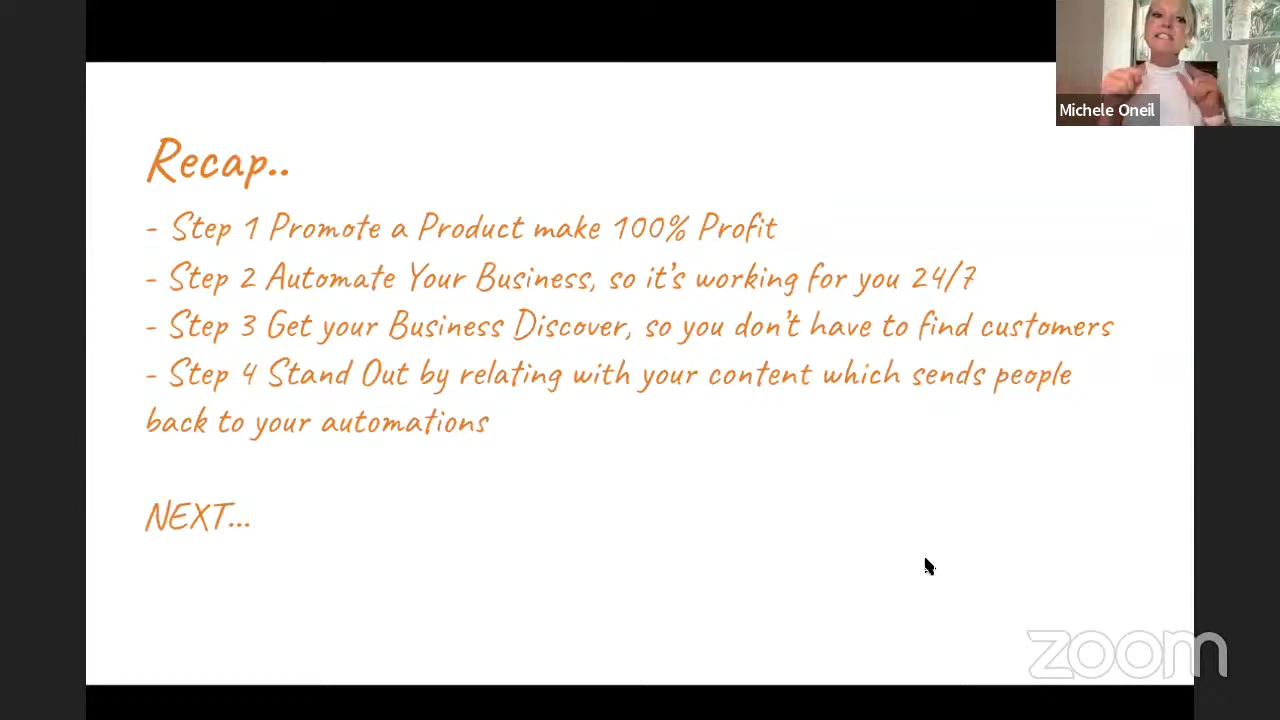 Michele Oneil
Recap..
- Step 1 Promote a Product make 100% Profit
- Step 2 Automate Your Business, so it's working for you 24/7
- Step 3 Get your Business Discover, so you don't have to find customers
- Step 4 Stand Out by relating with your content which sends people
back to your automations
NEXT...
zoom